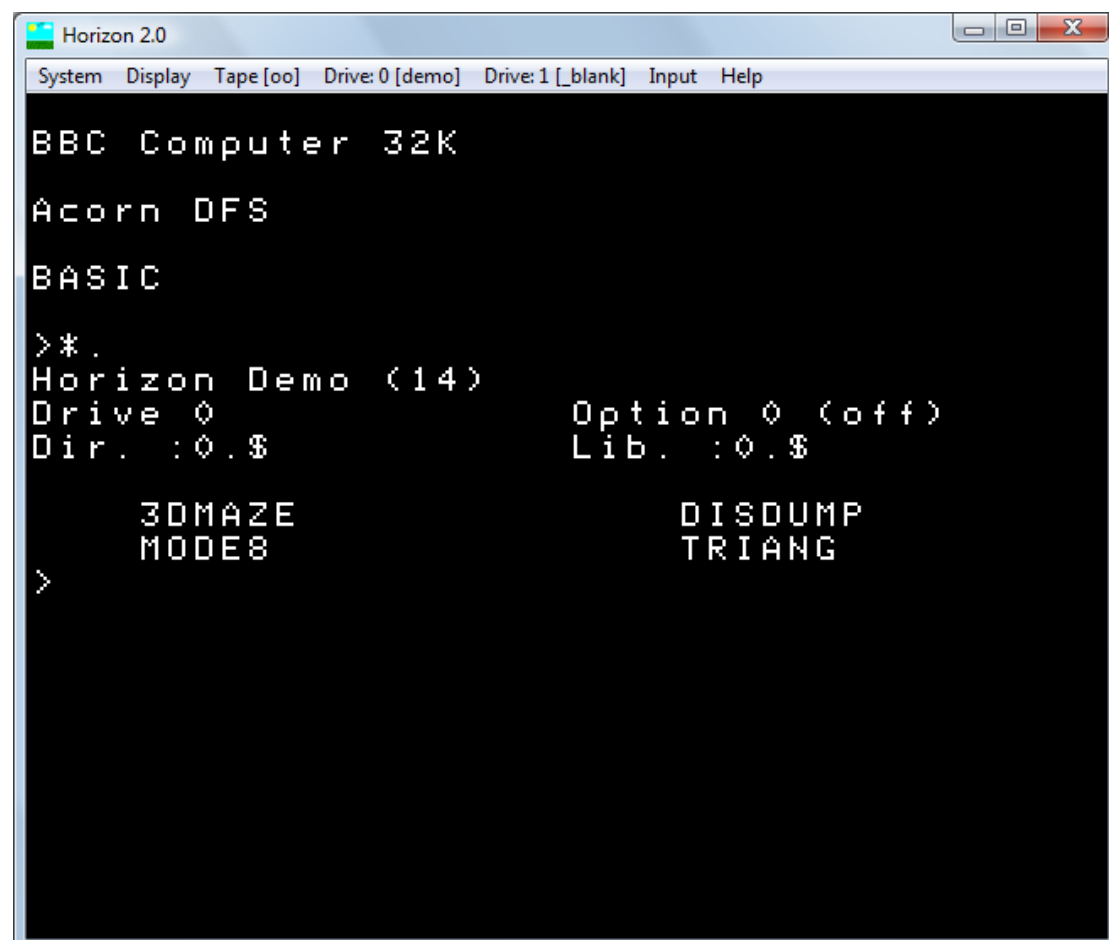 Horizon 2.0
System Display Tape [oo] Drive: 0 [demo] Drive: 1 [_blank] Input Help
BBC Computer 32K
Acorn DFS
BASIC
>*.
Horizon Demo (14)
Drive 0 Option 0 (off)
Dir. :0.$ Lib. :0.$
3DMAZE DISDUMP
MODE8 TRIANG
>